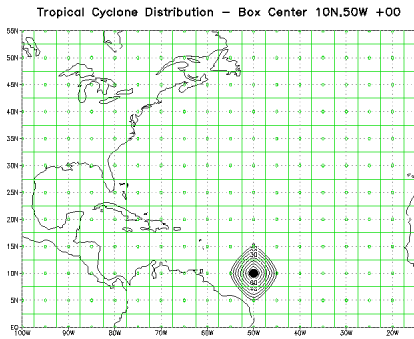 Tropical Cyclone Distribution – Box Center 10N,50W +00
55N
50N
45N
40N
35N
30N
25N
20N
15N
10N
5N
EQ
100W 90W 80W 70W 60W 50W 40W 30W 20W